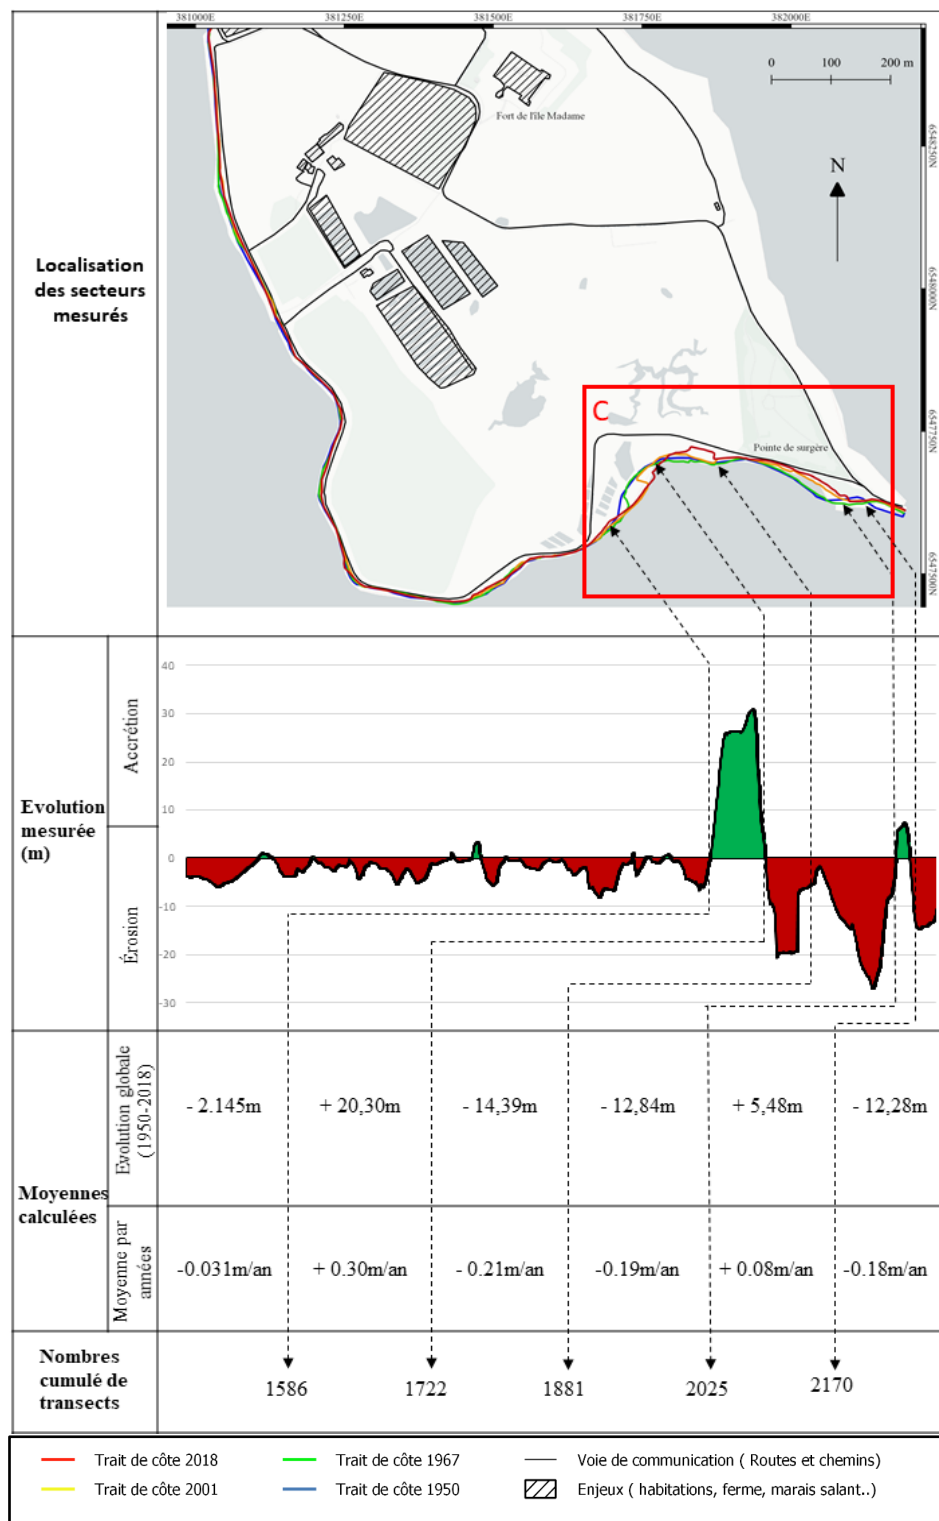 381000E 381250E 381500E 381750E 382000E
0 100 200 m
Fort de l'île Madame
N
6548250N
6548000N
6547750N
6547500N
C
Pointe de surgère
Localisation
des secteurs
mesurés
Evolution
mesurée
(m)
Accrétion
Érosion
40
30
20
10
0
-10
-20
-30
Moyennes
calculées
Evolution globale
(1950-2018)
- 2.145m + 20,30m - 14,39m - 12,84m + 5,48m - 12,28m
Moyenne par
années
-0.031m/an + 0.30m/an - 0.21m/an -0.19m/an + 0.08m/an -0.18m/an
Nombres
cumulé de
transects
1586 1722 1881 2025 2170
Trait de côte 2018 Trait de côte 1967 Voie de communication ( Routes et chemins)
Trait de côte 2001 Trait de côte 1950 Enjeux ( habitations, ferme, marais salant..)